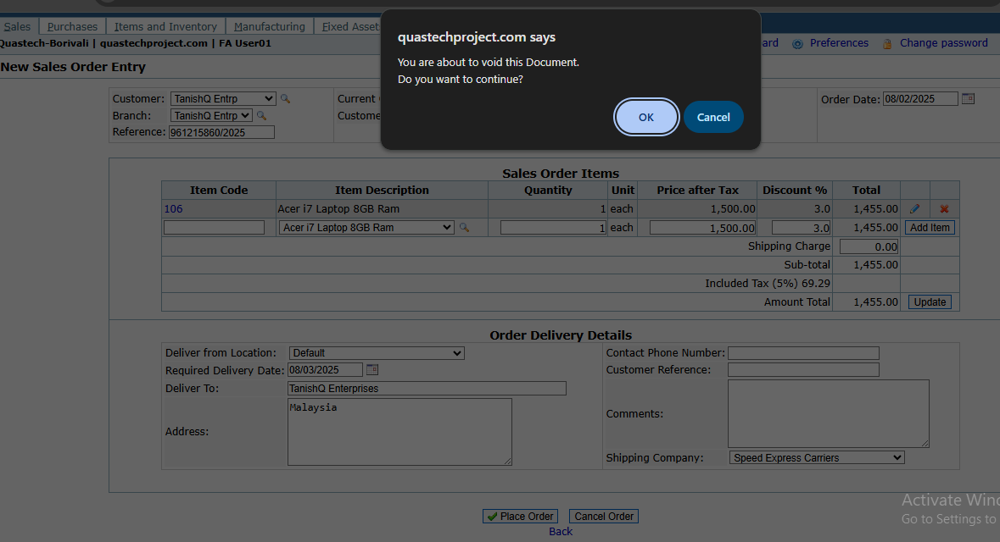 Sales Purchases Items and Inventory Manufacturing Fixed Asset
Quastech-Borivali | quastechproject.com | FA User01
Preferences Change password
quastechproject.com says
You are about to void this Document.
Do you want to continue?
OK Cancel
New Sales Order Entry
Customer: TanishQ Entrp
Branch: TanishQ Entrp
Reference: 961215860/2025
Current
Custome
Order Date: 08/02/2025
Sales Order Items
Item Code Item Description Quantity Unit Price after Tax Discount % Total
106 Acer i7 Laptop 8GB Ram 1 each 1,500.00 3.0 1,455.00
Acer i7 Laptop 8GB Ram 1 each 1,500.00 3.0 1,455.00 Add Item
Shipping Charge 0.00
Sub-total 1,455.00
Included Tax (5%) 69.29
Amount Total 1,455.00 Update
Order Delivery Details
Deliver from Location: Default
Required Delivery Date: 08/03/2025
Deliver To: TanishQ Enterprises
Address: Malaysia
Contact Phone Number:
Customer Reference:
Comments:
Shipping Company: Speed Express Carriers
Place Order Cancel Order
Back
Activate Winc
Go to Settings to